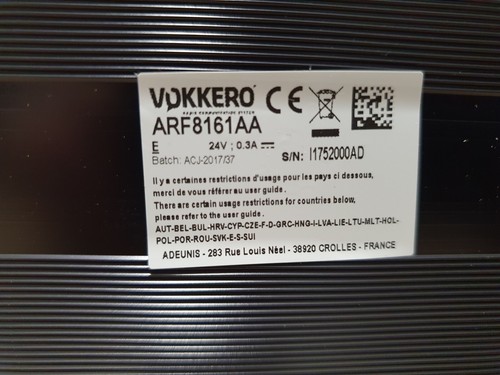 VOKKERO CE
RADIO COMMUNICATION SYSTEM
ARF8161AA
E 24V ; 0.3A
Batch: ACJ-2017/37 S/N: I1752000AD
Il y a certaines restrictions d'usage pour les pays ci dessous,
merci de vous référer au user guide.
There are certain usage restrictions for countries below,
please refer to the user guide.
AUT-BEL-BUL-HRV-CYP-CZE-F-D-GRC-HNG-I-LVA-LIE-LTU-MLT-HOL-
POL-POR-ROU-SVK-E-S-SUI
ADEUNIS - 283 Rue Louis Néel - 38920 CROLLES - FRANCE